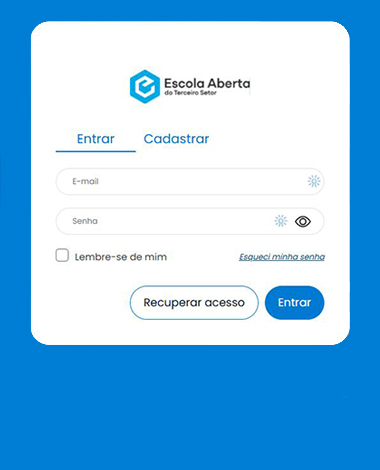 Escola Aberta
do Terceiro Setor
Entrar
Cadastrar
E-mail
Senha
Lembre-se de mim
Esqueci minha senha
Recuperar acesso
Entrar